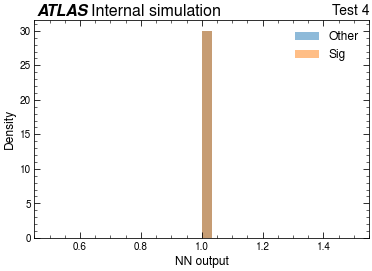 ATLAS Internal simulation
Test 4
Other
Sig
30
25
20
15
10
5
0
Density
0.6 0.8 1.0 1.2 1.4
NN output